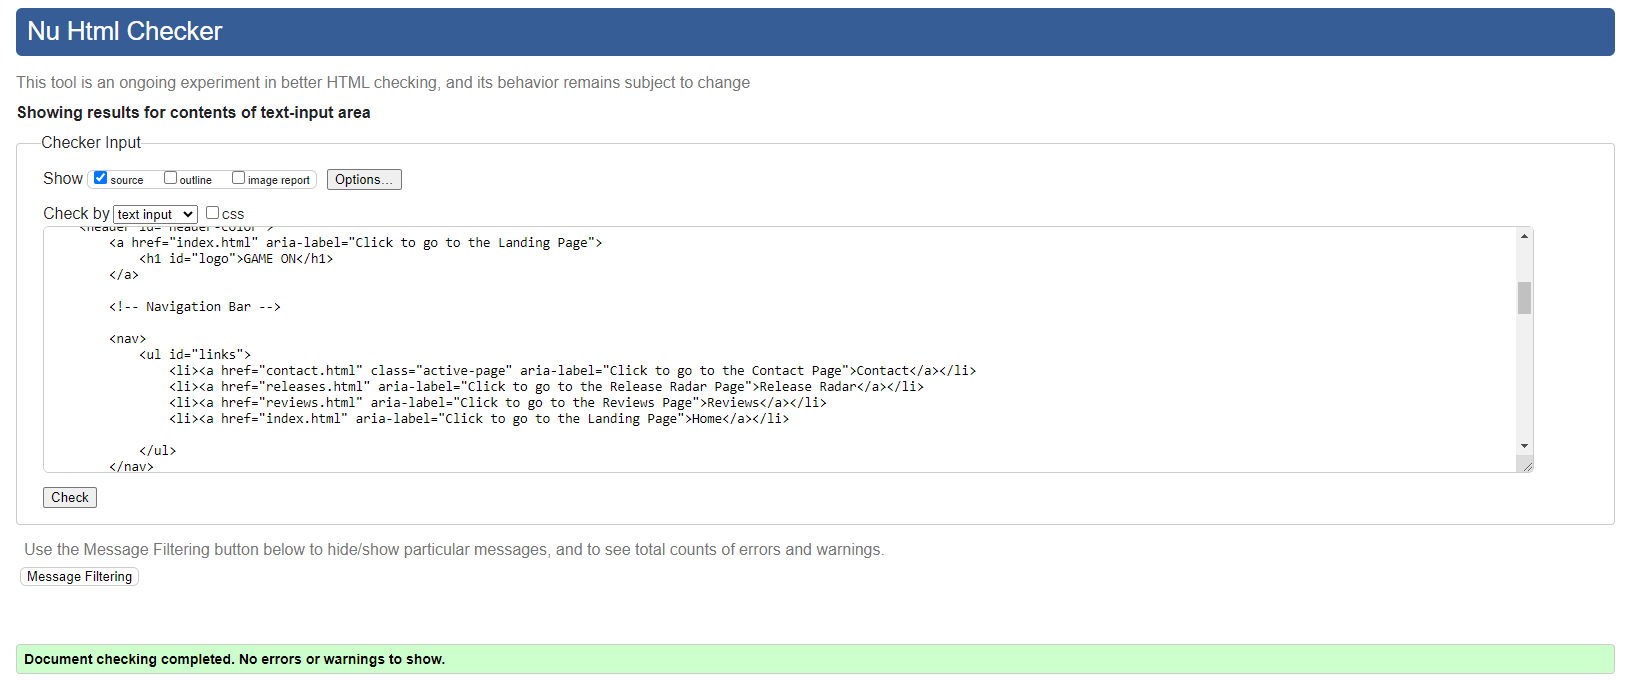 Nu Html Checker
This tool is an ongoing experiment in better HTML checking, and its behavior remains subject to change
Showing results for contents of text-input area
Checker Input
Show source outline image report Options...
Check by text input css
<header id="header-color">
<a href="index.html" aria-label="Click to go to the Landing Page">
<h1 id="logo">GAME ON</h1>
</a>
<!-- Navigation Bar -->
<nav>
<ul id="links">
<li><a href="contact.html" class="active-page" aria-label="Click to go to the Contact Page">Contact</a></li>
<li><a href="releases.html" aria-label="Click to go to the Release Radar Page">Release Radar</a></li>
<li><a href="reviews.html" aria-label="Click to go to the Reviews Page">Reviews</a></li>
<li><a href="index.html" aria-label="Click to go to the Landing Page">Home</a></li>
</ul>
</nav>
Check
Use the Message Filtering button below to hide/show particular messages, and to see total counts of errors and warnings.
Message Filtering
Document checking completed. No errors or warnings to show.